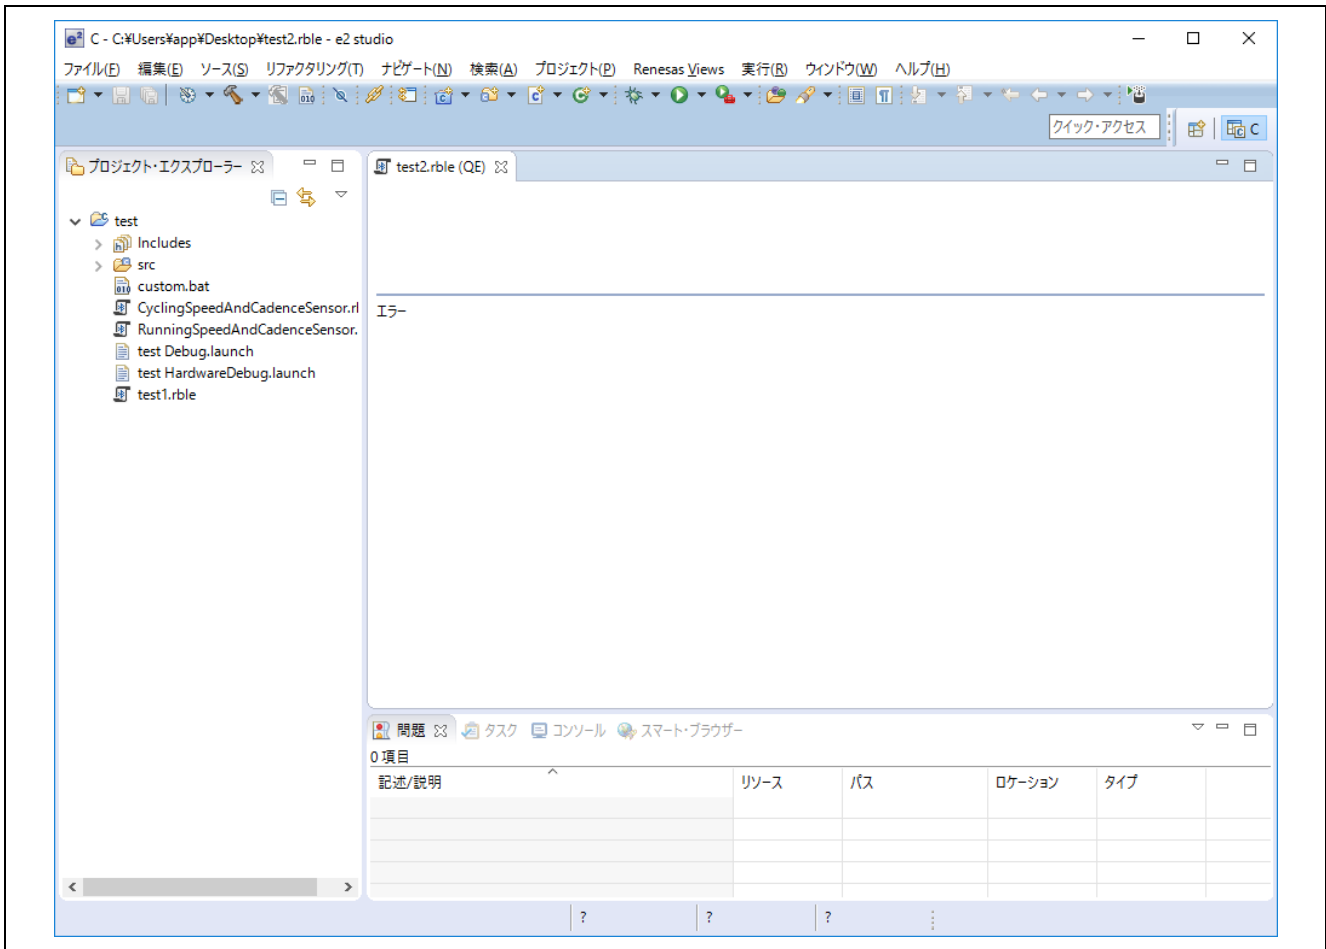 C - C:¥Users¥app¥Desktop¥test2.rble - e2 studio
ファイル(F) 編集(E) ソース(S) リファクタリング(T) ナビゲート(N) 検索(A) プロジェクト(P) Renesas Views 実行(R) ウィンドウ(W) ヘルプ(H)
クイック・アクセス
C
プロジェクト・エクスプローラー
test2.rble (QE)
test
Includes
src
custom.bat
CyclingSpeedAndCadenceSensor.rl
RunningSpeedAndCadenceSensor.
test Debug.launch
test HardwareDebug.launch
test1.rble
エラー
問題 タスク コンソール スマート・ブラウザー
0 項目
記述/説明 リソース パス ロケーション タイプ
? ? ?